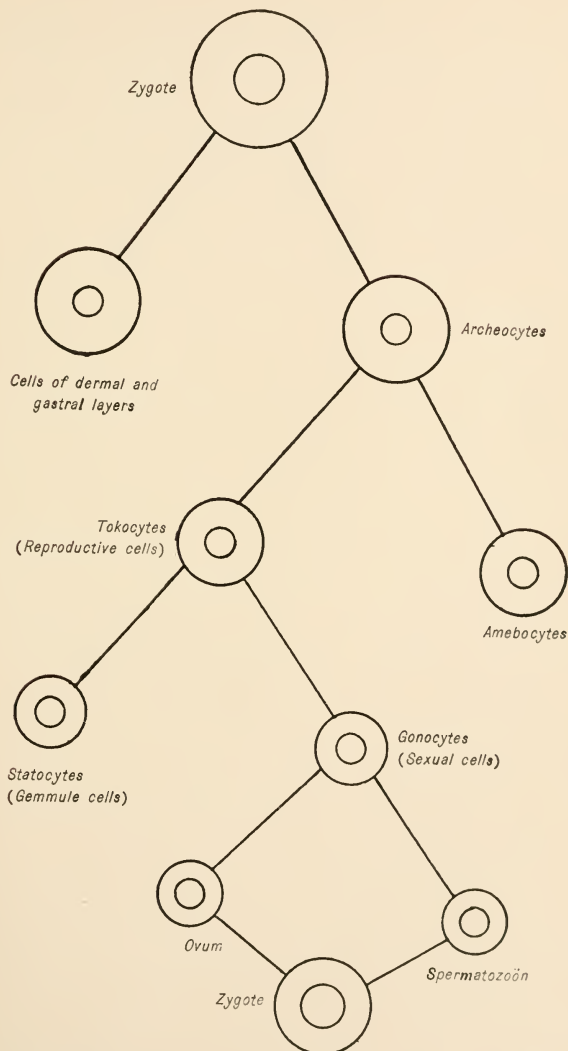 Zygote
Cells of dermal and
gastral layers
Archeocytes
Tokocytes
(Reproductive cells)
Amebocytes
Statocytes
(Gemmule cells)
Gonocytes
(Sexual cells)
Ovum
Spermatozoön
Zygote